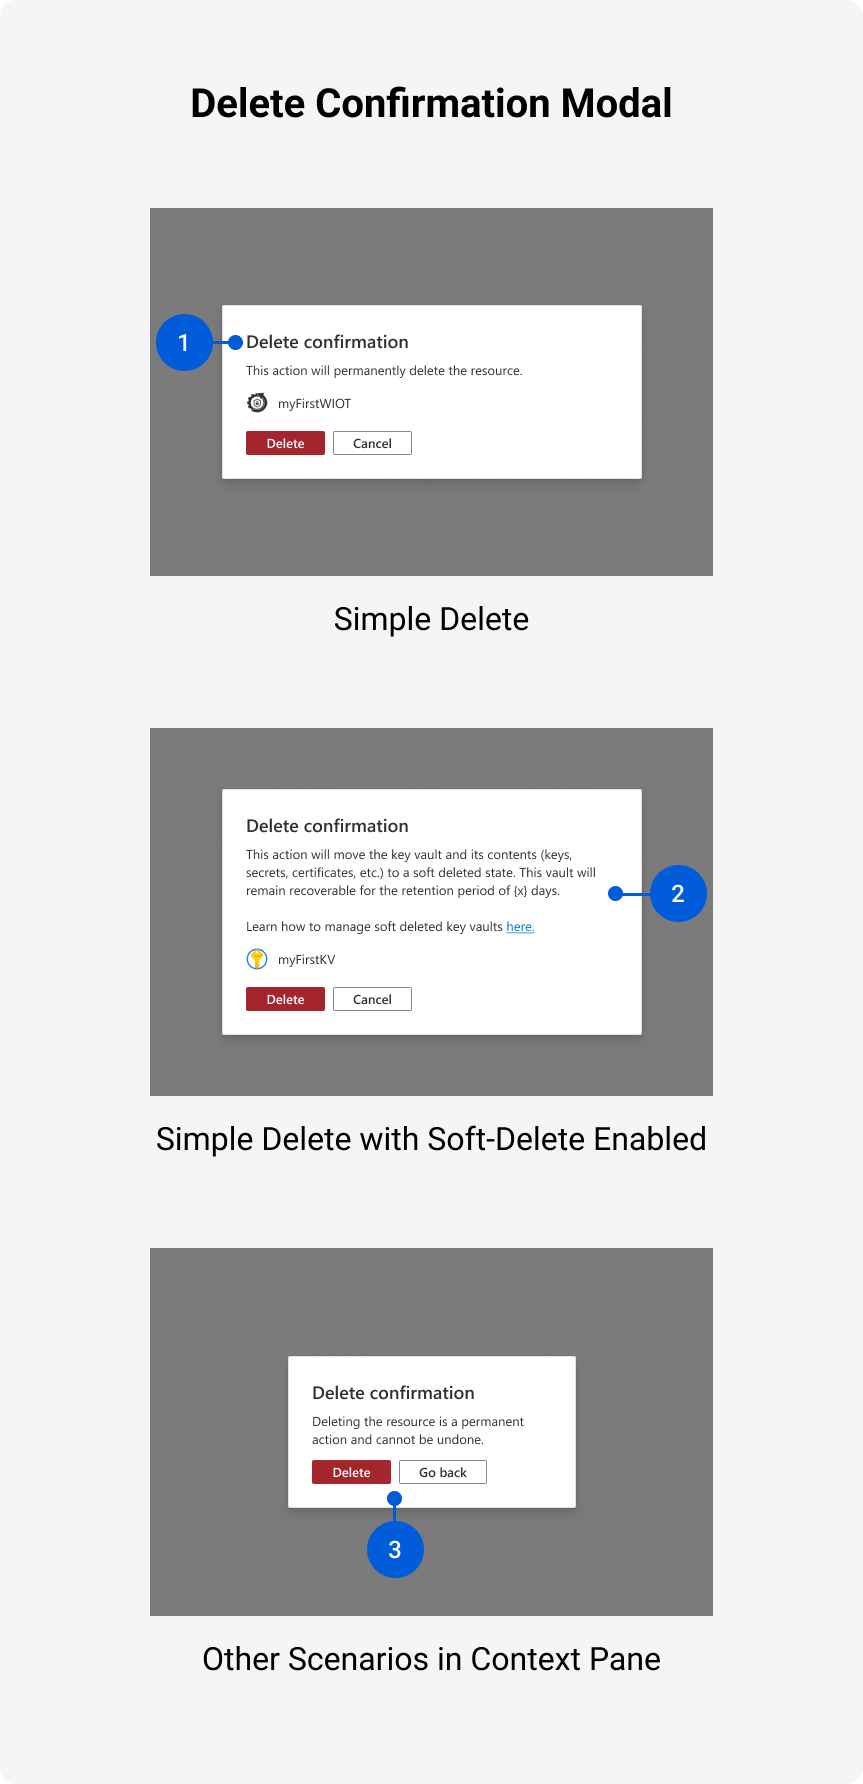 Delete Confirmation Modal
1
Delete confirmation
This action will permanently delete the resource.
myFirstWIOT
Delete
Cancel
Simple Delete
Delete confirmation
This action will move the key vault and its contents (keys,
secrets, certificates, etc.) to a soft deleted state. This vault will
remain recoverable for the retention period of {x} days.
2
Learn how to manage soft deleted key vaults here.
myFirstKV
Delete
Cancel
Simple Delete with Soft-Delete Enabled
Delete confirmation
Deleting the resource is a permanent
action and cannot be undone.
Delete
Go back
3
Other Scenarios in Context Pane